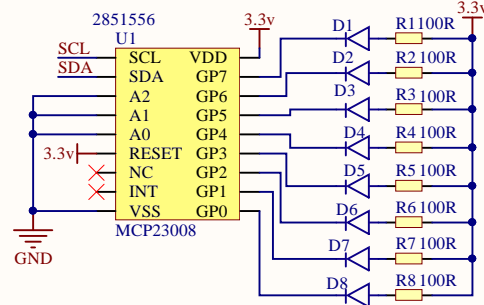 2851556
U1
3.3v
3.3v
D1 R1 100R
SCL SCL VDD
SDA SDA GP7
D2 R2 100R
A2 GP6
D3 R3 100R
A1 GP5
A0 GP4
D4 R4 100R
3.3v RESET GP3
NC GP2
D5 R5 100R
INT GP1
D6 R6 100R
VSS GP0
MCP23008
D7 R7 100R
GND
D8 R8 100R